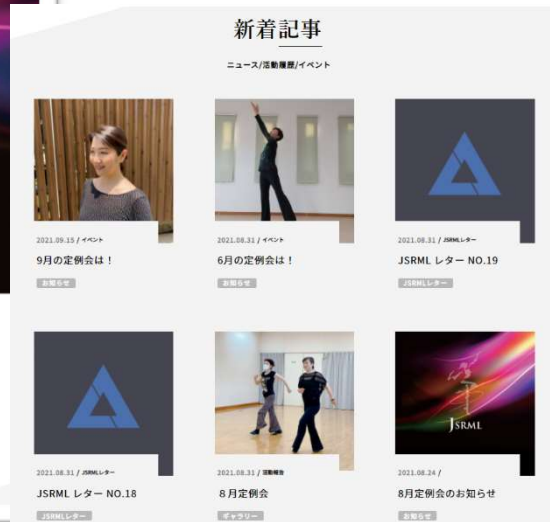 新着記事
ニュース/活動履歴/イベント
2021.09.15 / イベント
9月の定例会は！
お知らせ
2021.08.31 / イベント
6月の定例会は！
お知らせ
2021.08.31 / JSRMLレター
JSRML レター NO.19
JSRMLレター
2021.08.31 / JSRMLレター
JSRML レター NO.18
JSRMLレター
2021.08.31 / 活動報告
８月定例会
ギャラリー
JSRML
2021.08.24 /
8月定例会のお知らせ
お知らせ